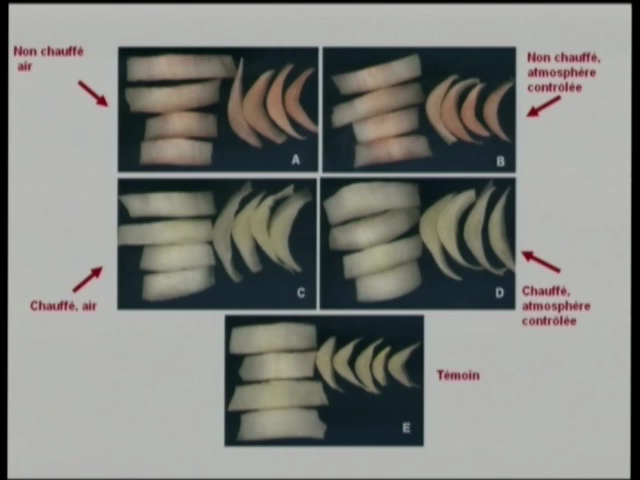 Non chauffé
air
Non chauffé,
atmosphère
contrôlée
A
B
Chauffé, air
C
D
Chauffé,
atmosphère
contrôlée
Témoin
E